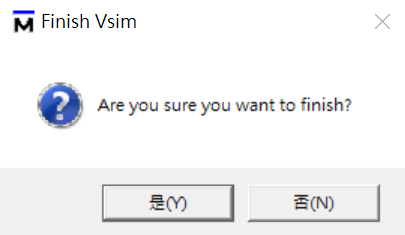 Finish Vsim
Are you sure you want to finish?
是(Y)
否(N)